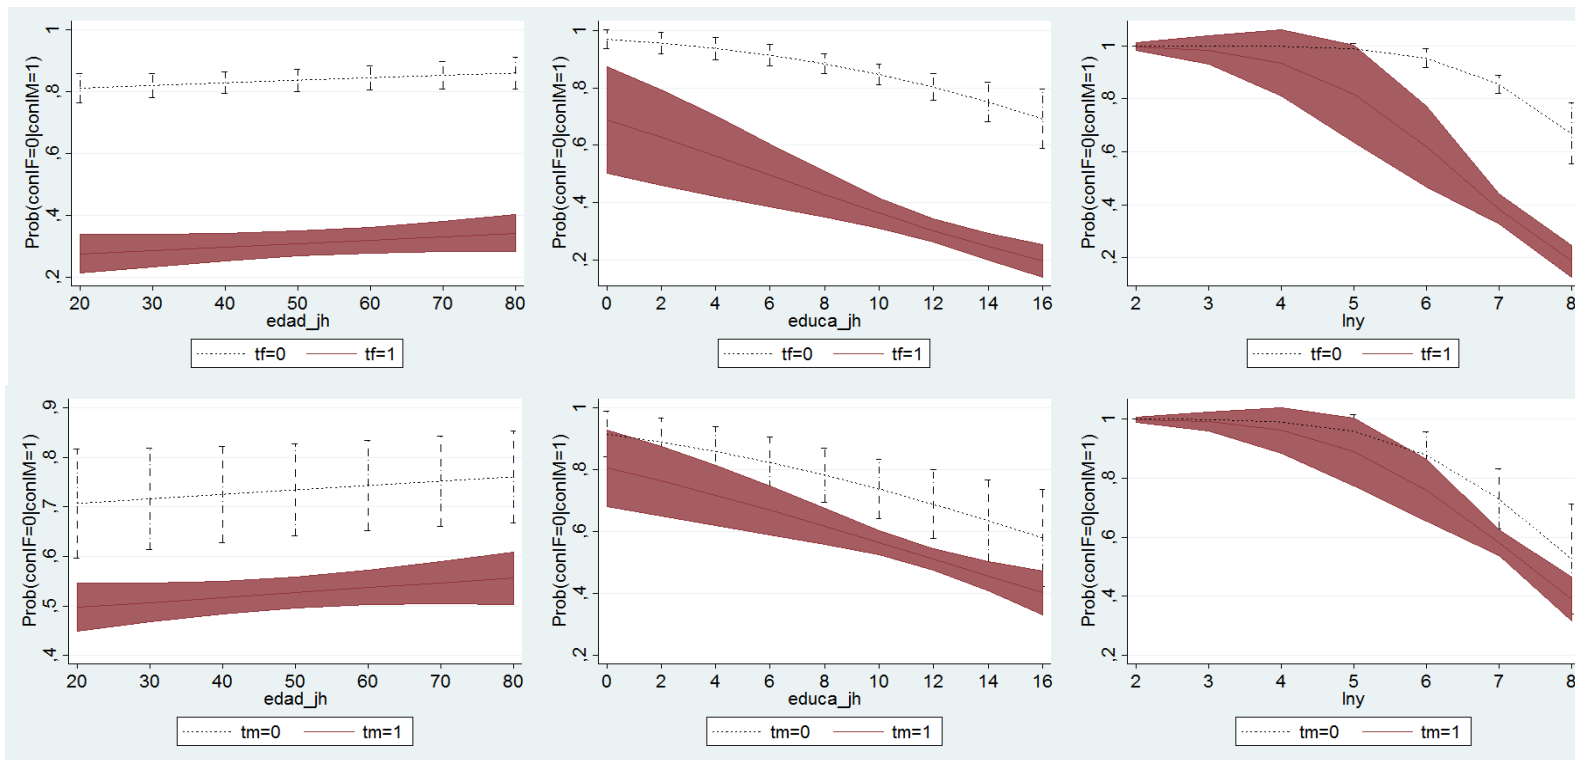 Prob(conIF=0|conIM=1)
1
,8
,6
,4
,2
20 30 40 50 60 70 80
edad_jh
tf=0 tf=1
Prob(conIF=0|conIM=1)
1
,8
,6
,4
,2
0 2 4 6 8 10 12 14 16
educa_jh
tf=0 tf=1
Prob(conIF=0|conIM=1)
1
,8
,6
,4
,2
2 3 4 5 6 7 8
lny
tf=0 tf=1
Prob(conIF=0|conIM=1)
,9
,8
,7
,6
,5
,4
20 30 40 50 60 70 80
edad_jh
tm=0 tm=1
Prob(conIF=0|conIM=1)
1
,8
,6
,4
,2
0 2 4 6 8 10 12 14 16
educa_jh
tm=0 tm=1
Prob(conIF=0|conIM=1)
1
,8
,6
,4
,2
2 3 4 5 6 7 8
lny
tm=0 tm=1